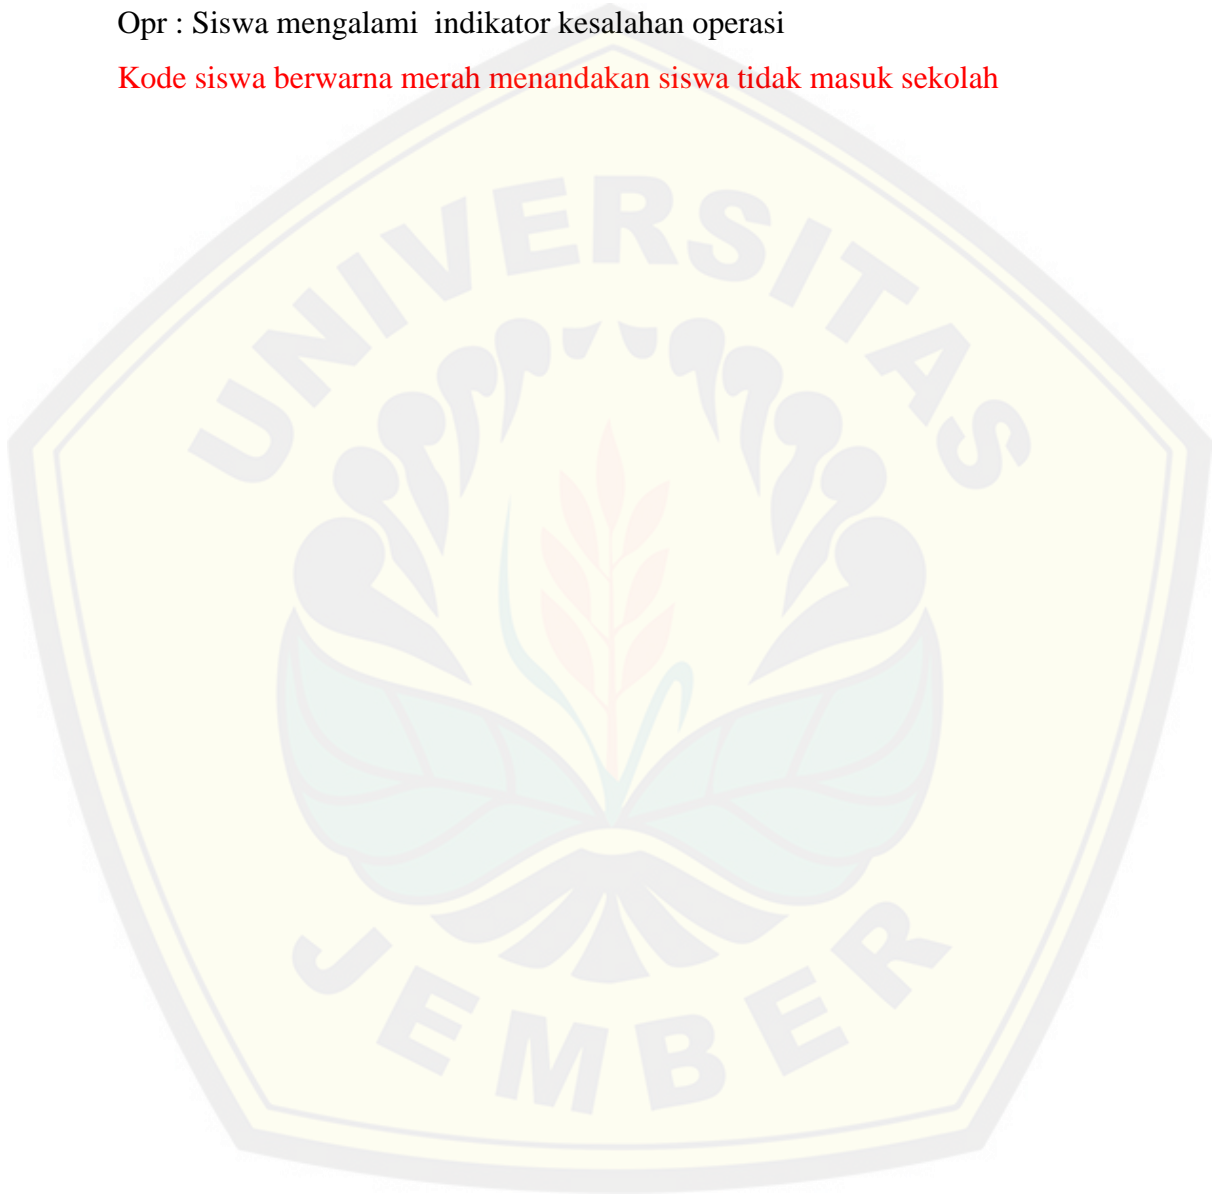 Opr : Siswa mengalami  indikator kesalahan operasi
Kode siswa berwarna merah menandakan siswa tidak masuk sekolah
UNIVERSITAS
JEMBER